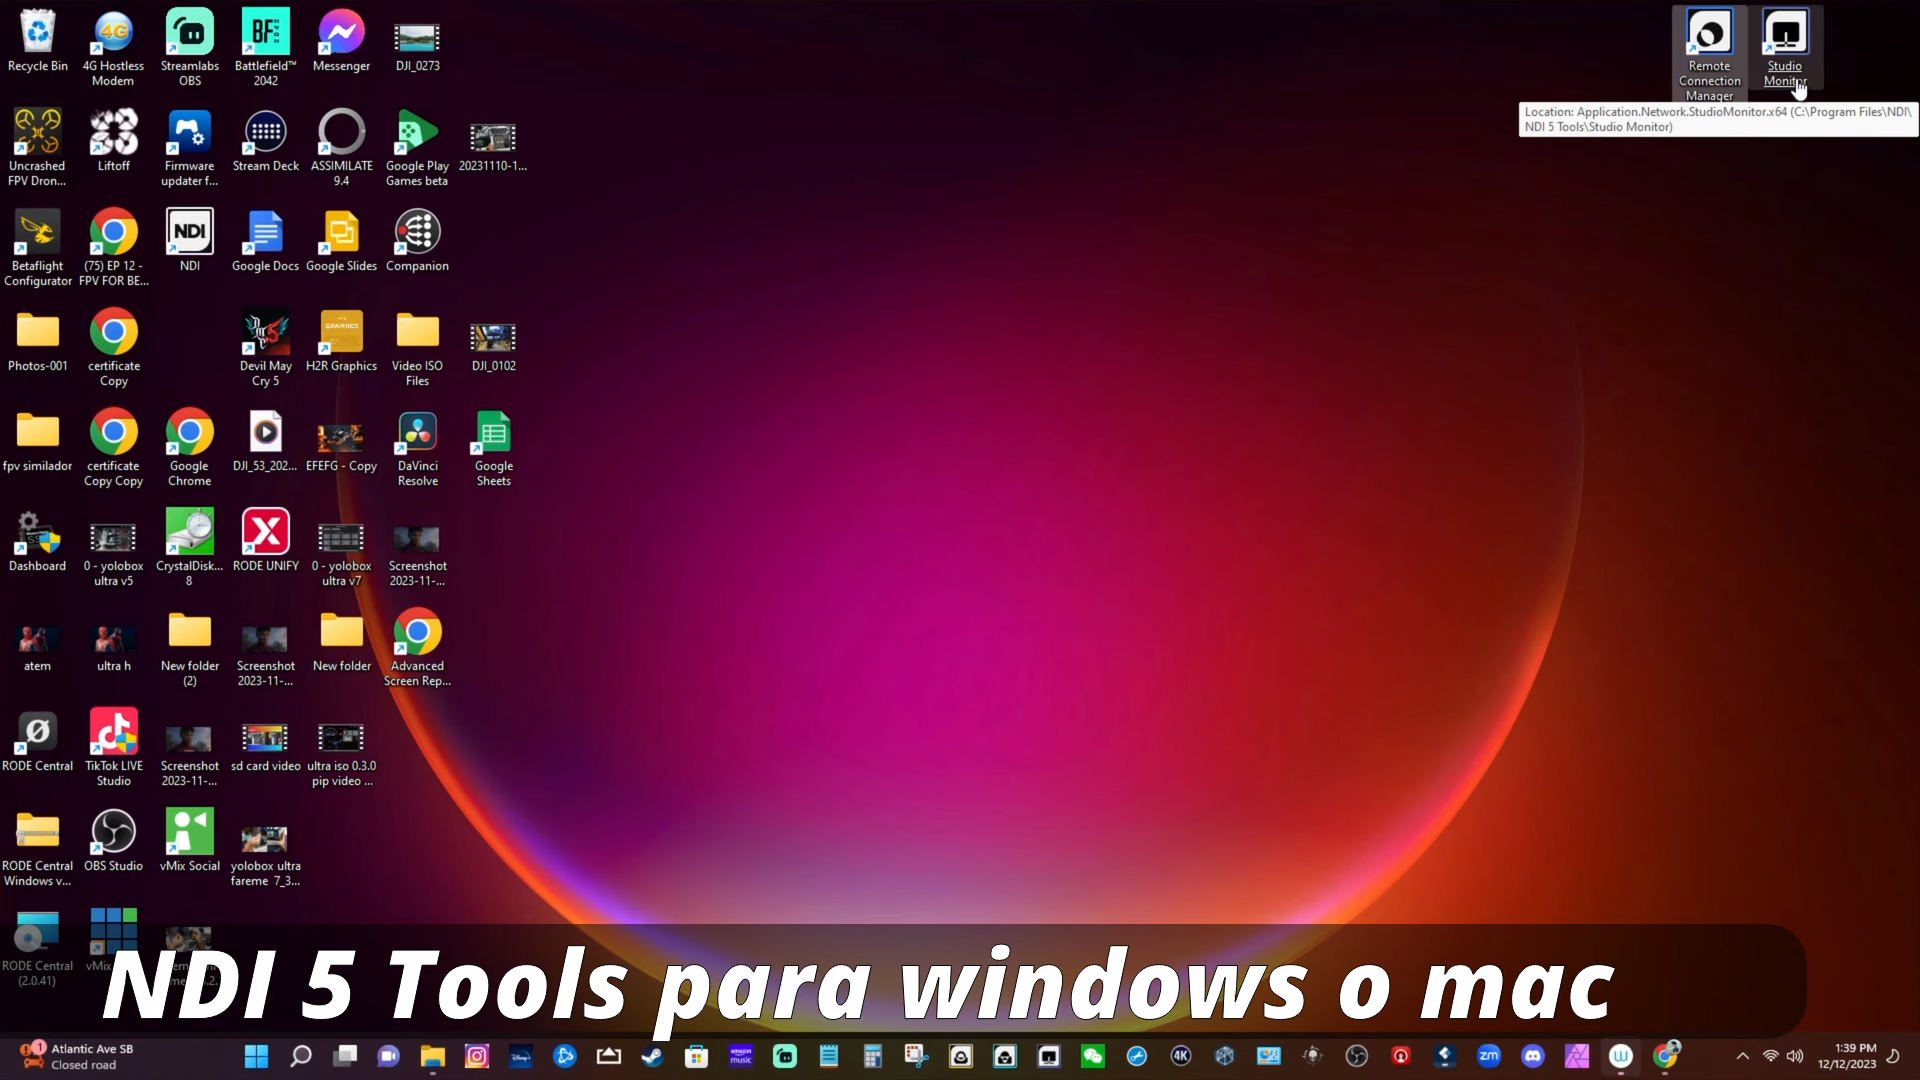 Recycle Bin
4G Hostless
Modem
Streamlabs
OBS
Battlefield™
2042
Messenger
DJI_0273
Remote
Connection
Manager
Studio
Monitor
Location: Application.Network.StudioMonitor.x64 (C:\Program Files\NDI\
NDI 5 Tools\Studio Monitor)
Uncrashed
FPV Dron...
Liftoff
Firmware
updater f...
Stream Deck
ASSIMILATE
9.4
Google Play
Games beta
20231110-1...
Betaflight
Configurator
(75) EP 12 -
FPV FOR BE...
NDI
NDI
Google Docs
Google Slides
Companion
Photos-001
certificate
Copy
Devil May
Cry 5
GRAPHICS
H2R Graphics
Video ISO
Files
DJI_0102
fpv similador
certificate
Copy Copy
Google
Chrome
DJI_53_202...
EFEFG - Copy
DaVinci
Resolve
Google
Sheets
Dashboard
0 - yolobox
ultra v5
CrystalDisk...
8
RODE UNIFY
0 - yolobox
ultra v7
Screenshot
2023-11-...
atem
ultra h
New folder
(2)
Screenshot
2023-11-...
New folder
Advanced
Screen Rep...
RODE Central
TikTok LIVE
Studio
Screenshot
2023-11-...
sd card video
ultra iso 0.3.0
pip video ...
RODE Central
Windows v...
OBS Studio
vMix Social
yolobox ultra
fareme 7_3...
RODE Central
(2.0.41)
NDI 5 Tools para windows o mac
1
Atlantic Ave SB
Closed road
amazon
music
4K
zm
1:39 PM
12/12/2023